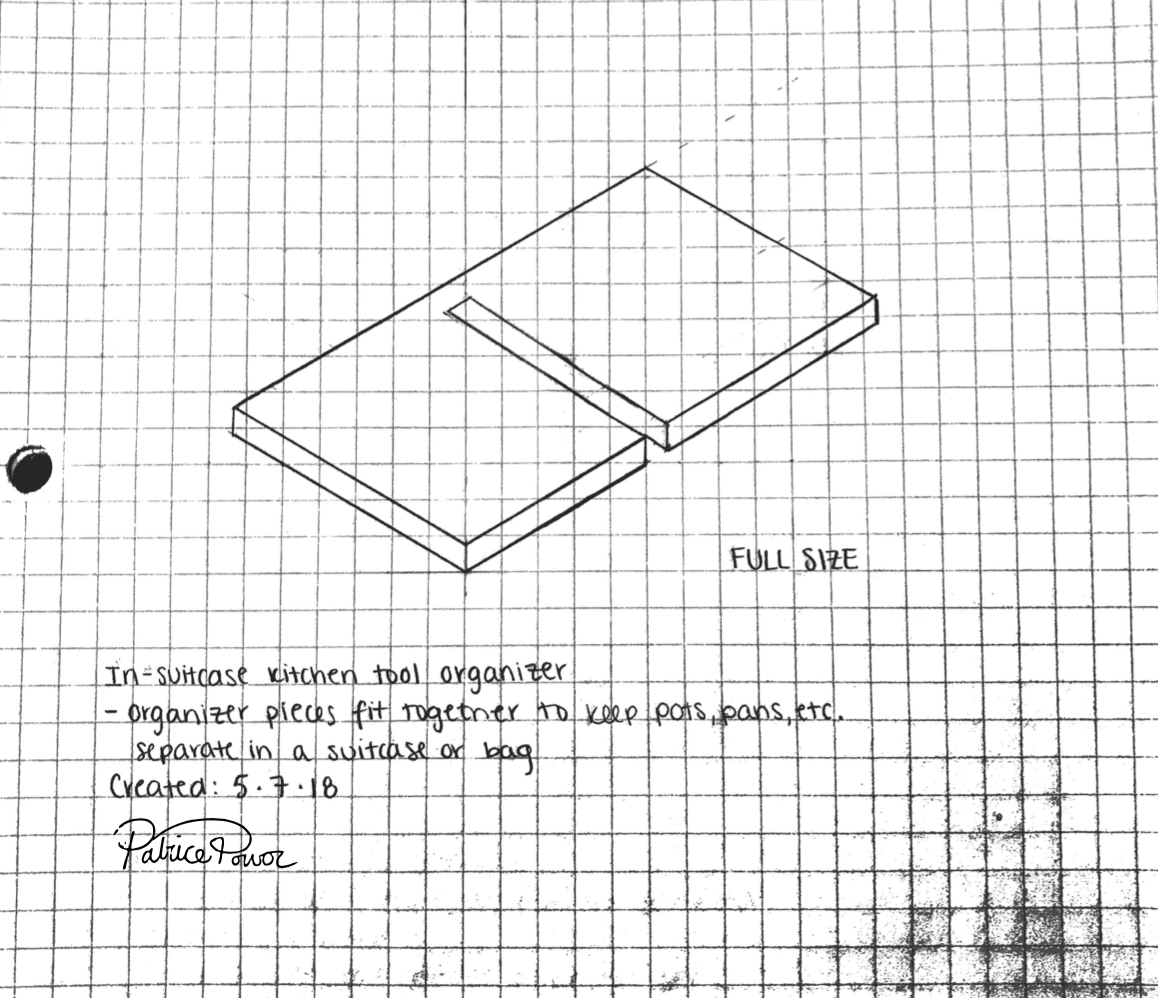 FULL SIZE
In-suitcase kitchen tool organizer
- organizer pieces fit together to keep pots, pans, etc.
separate in a suitcase or bag
Created: 5.7.18
Patrice Power